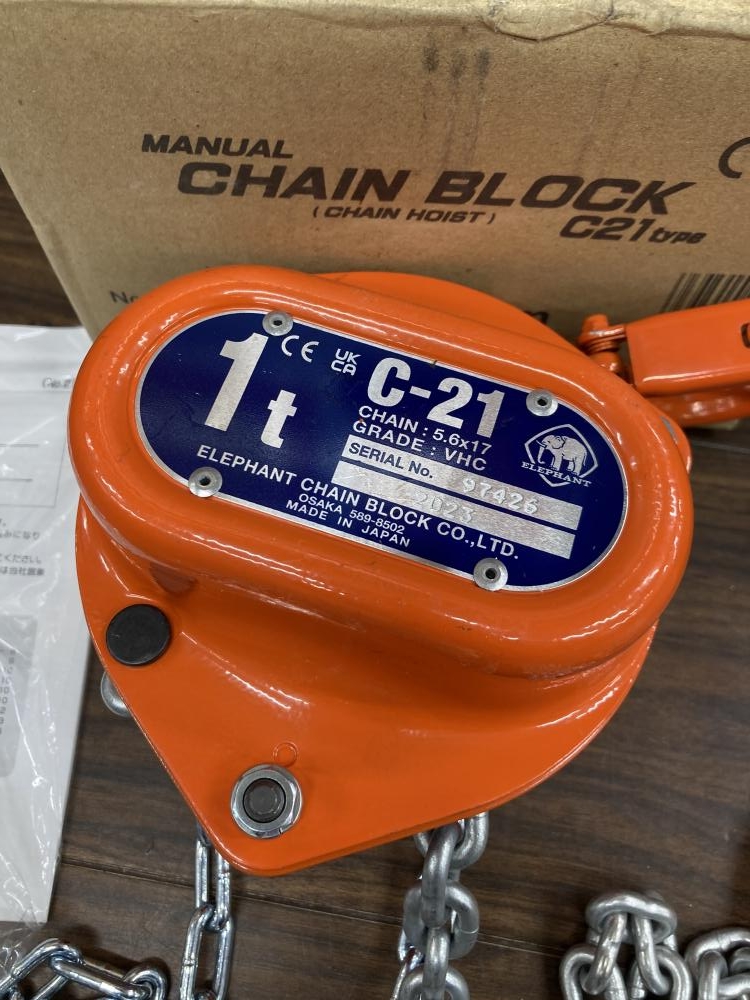 MANUAL
CHAIN BLOCK
( CHAIN HOIST )
C21 type
No
1t
CE
UK
CA
C-21
CHAIN : 5.6x17
GRADE : VHC
SERIAL No. 97426
2023
ELEPHANT
ELEPHANT CHAIN BLOCK CO.,LTD.
OSAKA 589-8502
MADE IN JAPAN